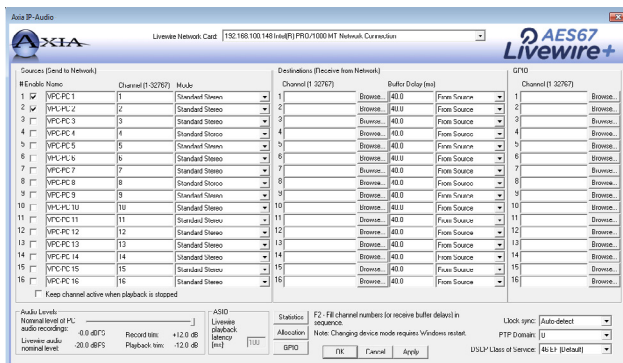 Axia IP-Audio
AXIA
Livewire Network Card: 192.168.100.148 Intel(R) PRO/1000 MT Network Connection
AES67
Livewire+
Sources (Send to Network)
# Enable Name Channel (1-32767) Mode
1 VPC-PC 1 1 Standard Stereo
2 VPC-PC 2 2 Standard Stereo
3 VPC-PC 3 3 Standard Stereo
4 VPC-PC 4 4 Standard Stereo
5 VPC-PC 5 5 Standard Stereo
6 VPC-PC 6 6 Standard Stereo
7 VPC-PC 7 7 Standard Stereo
8 VPC-PC 8 8 Standard Stereo
9 VPC-PC 9 9 Standard Stereo
10 VPC-PC 10 10 Standard Stereo
11 VPC-PC 11 11 Standard Stereo
12 VPC-PC 12 12 Standard Stereo
13 VPC-PC 13 13 Standard Stereo
14 VPC-PC 14 14 Standard Stereo
15 VPC-PC 15 15 Standard Stereo
16 VPC-PC 16 16 Standard Stereo
Keep channel active when playback is stopped
Destinations (Receive from Network)
Channel (1-32767) Buffer Delay (ms)
1 Browse... 40.0 From Source
2 Browse... 40.0 From Source
3 Browse... 40.0 From Source
4 Browse... 40.0 From Source
5 Browse... 40.0 From Source
6 Browse... 40.0 From Source
7 Browse... 40.0 From Source
8 Browse... 40.0 From Source
9 Browse... 40.0 From Source
10 Browse... 40.0 From Source
11 Browse... 40.0 From Source
12 Browse... 40.0 From Source
13 Browse... 40.0 From Source
14 Browse... 40.0 From Source
15 Browse... 40.0 From Source
16 Browse... 40.0 From Source
GPIO
Channel (1-32767)
1 Browse...
2 Browse...
3 Browse...
4 Browse...
5 Browse...
6 Browse...
7 Browse...
8 Browse...
9 Browse...
10 Browse...
11 Browse...
12 Browse...
13 Browse...
14 Browse...
15 Browse...
16 Browse...
Audio Levels
Nominal level of PC
audio recordings: -0.0 dBFS Record trim: +12.0 dB
Livewire audio
nominal level: -20.0 dBFS Playback trim: -12.0 dB
ASIO
Livewire
playback
latency
[ms] 100
Statistics
Allocation
GPIO
F2 - Fill channel numbers (or receive buffer delays) in
sequence.
Note: Changing device mode requires Windows restart.
OK Cancel Apply
Clock sync: Auto-detect
PTP Domain: 0
DSCP Class of Service: 46 EF (Default)